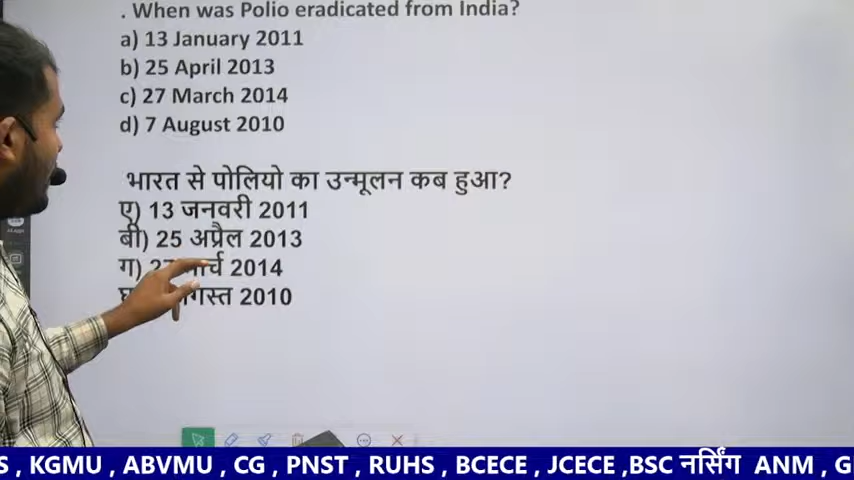 . When was Polio eradicated from India?
a) 13 January 2011
b) 25 April 2013
c) 27 March 2014
d) 7 August 2010
भारत से पोलियो का उन्मूलन कब हुआ?
ए) 13 जनवरी 2011
बी) 25 अप्रैल 2013
ग) 27 मार्च 2014
2010
, KGMU , ABVMU , CG , PNST , RUHS , BCECE , JCECE ,BSC नर्सिंग ANM ,